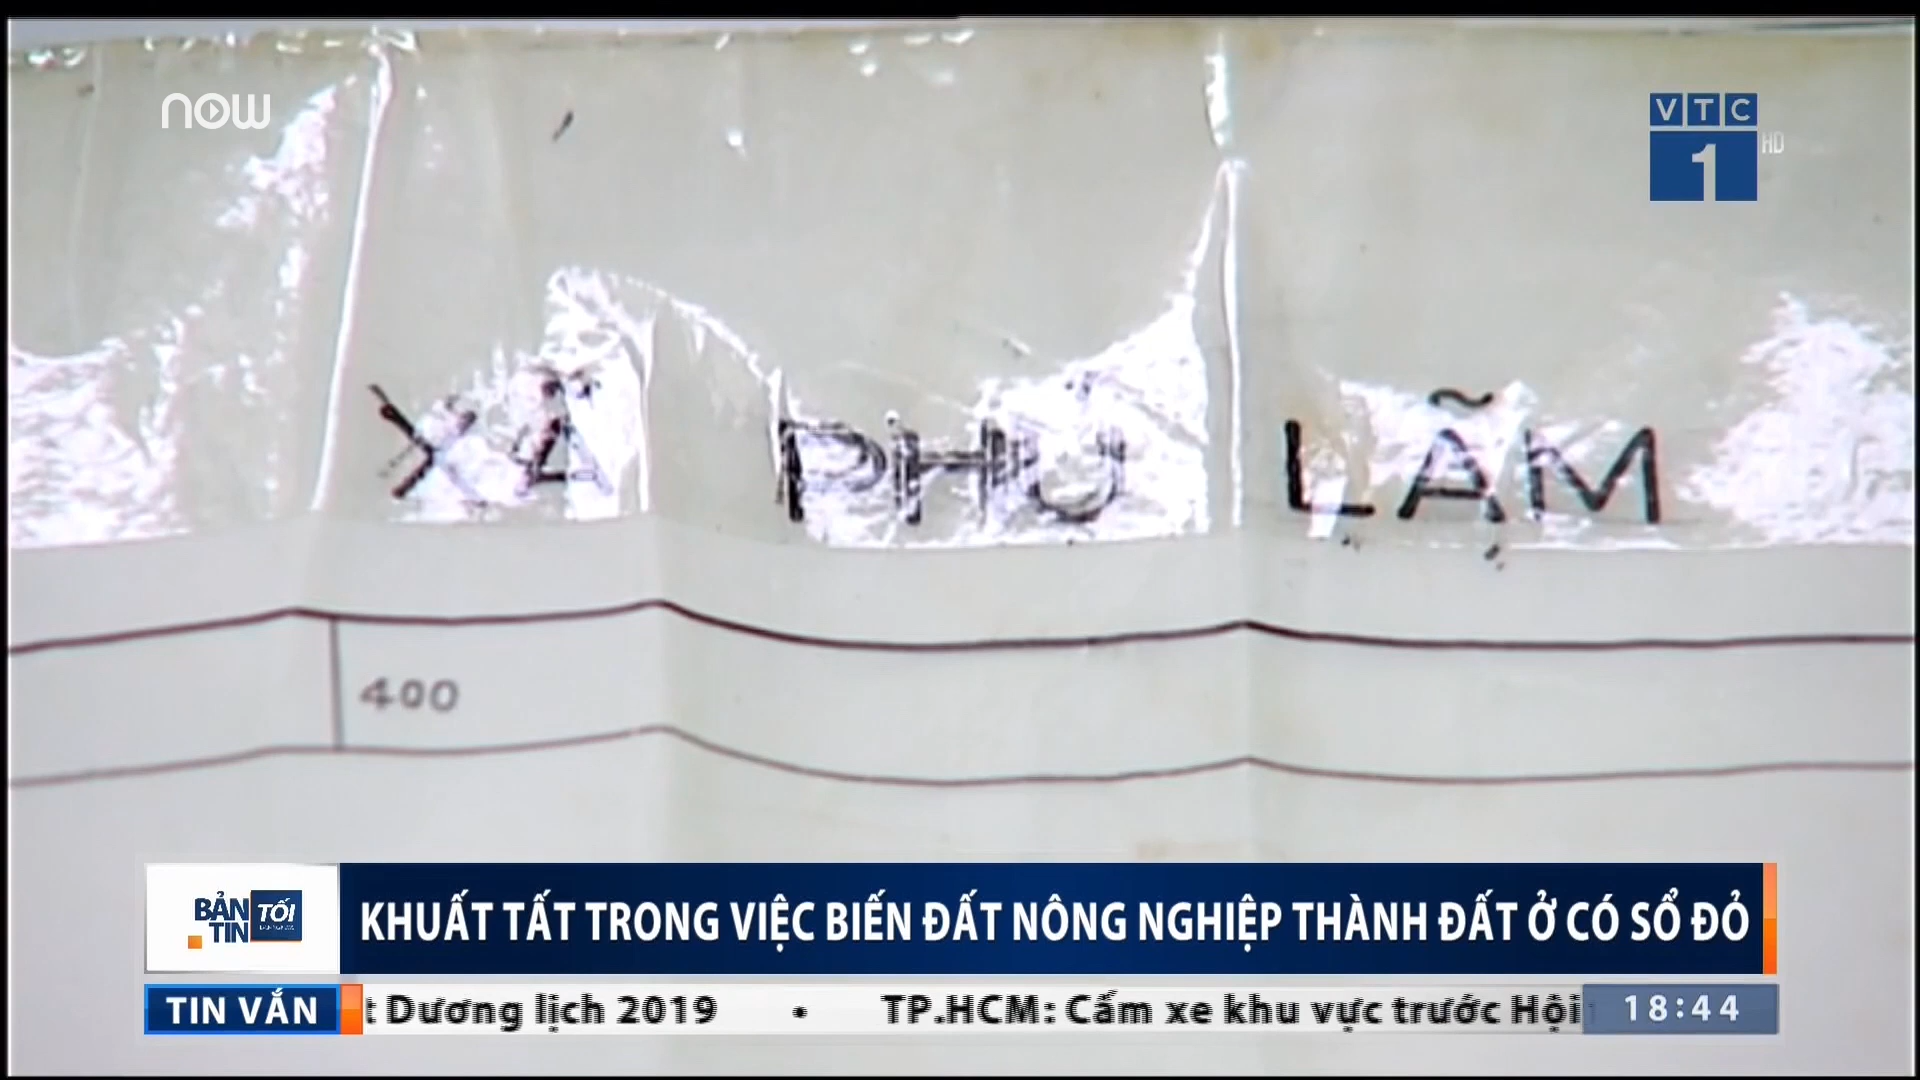 now
VTC
1
HD
XÃ PHÚ LÃM
400
BẢN TIN TỐI
KHUẤT TẤT TRONG VIỆC BIẾN ĐẤT NÔNG NGHIỆP THÀNH ĐẤT Ở CÓ SỔ ĐỎ
TIN VẮN
t Dương lịch 2019 • TP.HCM: Cấm xe khu vực trước Hội
18:44